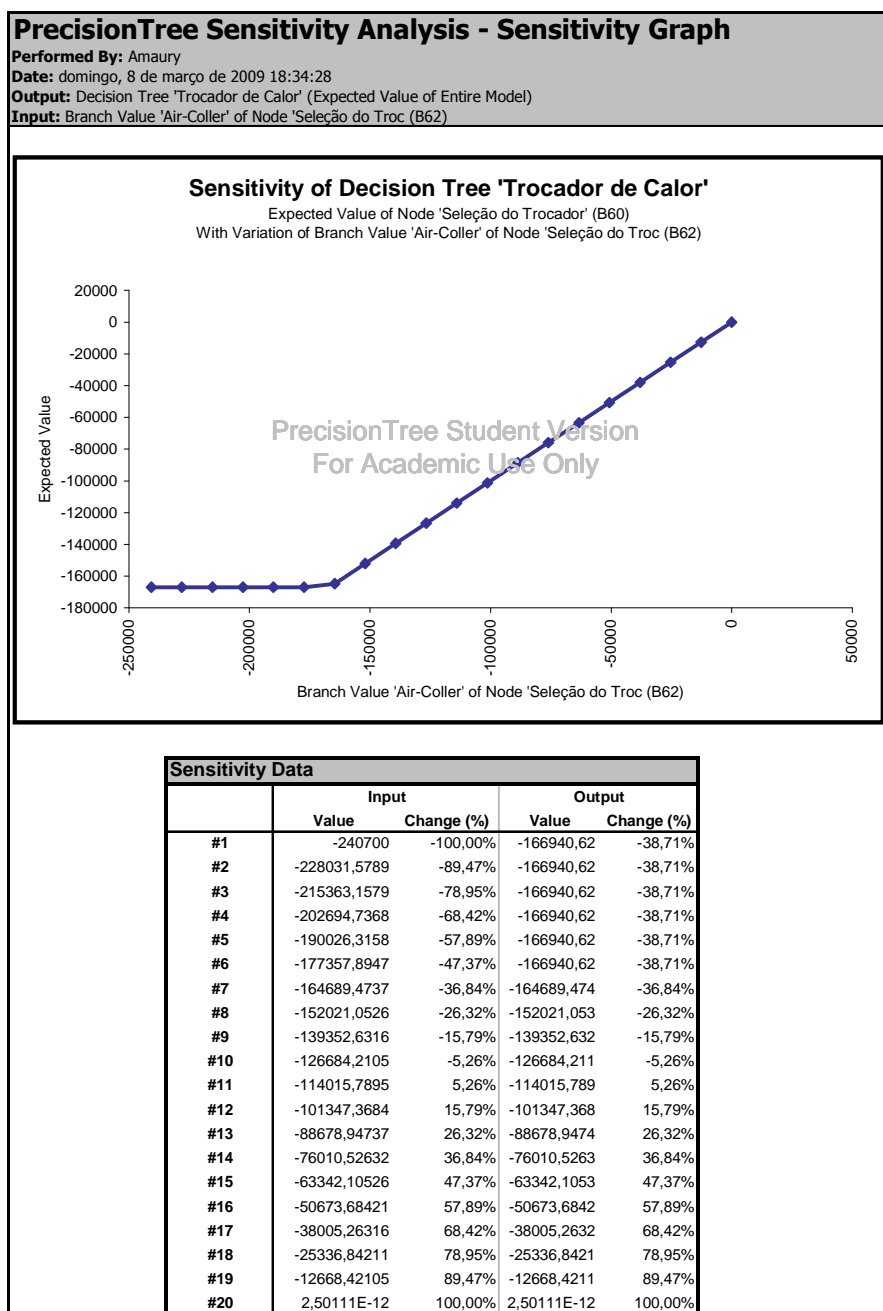 PrecisionTree Sensitivity Analysis - Sensitivity Graph
Performed By: Amaury
Date: domingo, 8 de março de 2009 18:34:28
Output: Decision Tree 'Trocador de Calor' (Expected Value of Entire Model)
Input: Branch Value 'Air-Coller' of Node 'Seleção do Troc (B62)
Sensitivity of Decision Tree 'Trocador de Calor'
Expected Value of Node 'Seleção do Trocador' (B60)
With Variation of Branch Value 'Air-Coller' of Node 'Seleção do Troc (B62)
20000
0
-20000
-40000
-60000
-80000
-100000
-120000
-140000
-160000
-180000
Expected Value
PrecisionTree Student Version
For Academic Use Only
-250000 -200000 -150000 -100000 -50000 0 50000
Branch Value 'Air-Coller' of Node 'Seleção do Troc (B62)
Sensitivity Data
Input Output
Value Change (%) Value Change (%)
#1 -240700 -100,00% -166940,62 -38,71%
#2 -228031,5789 -89,47% -166940,62 -38,71%
#3 -215363,1579 -78,95% -166940,62 -38,71%
#4 -202694,7368 -68,42% -166940,62 -38,71%
#5 -190026,3158 -57,89% -166940,62 -38,71%
#6 -177357,8947 -47,37% -166940,62 -38,71%
#7 -164689,4737 -36,84% -164689,474 -36,84%
#8 -152021,0526 -26,32% -152021,053 -26,32%
#9 -139352,6316 -15,79% -139352,632 -15,79%
#10 -126684,2105 -5,26% -126684,211 -5,26%
#11 -114015,7895 5,26% -114015,789 5,26%
#12 -101347,3684 15,79% -101347,368 15,79%
#13 -88678,94737 26,32% -88678,9474 26,32%
#14 -76010,52632 36,84% -76010,5263 36,84%
#15 -63342,10526 47,37% -63342,1053 47,37%
#16 -50673,68421 57,89% -50673,6842 57,89%
#17 -38005,26316 68,42% -38005,2632 68,42%
#18 -25336,84211 78,95% -25336,8421 78,95%
#19 -12668,42105 89,47% -12668,4211 89,47%
#20 2,50111E-12 100,00% 2,50111E-12 100,00%